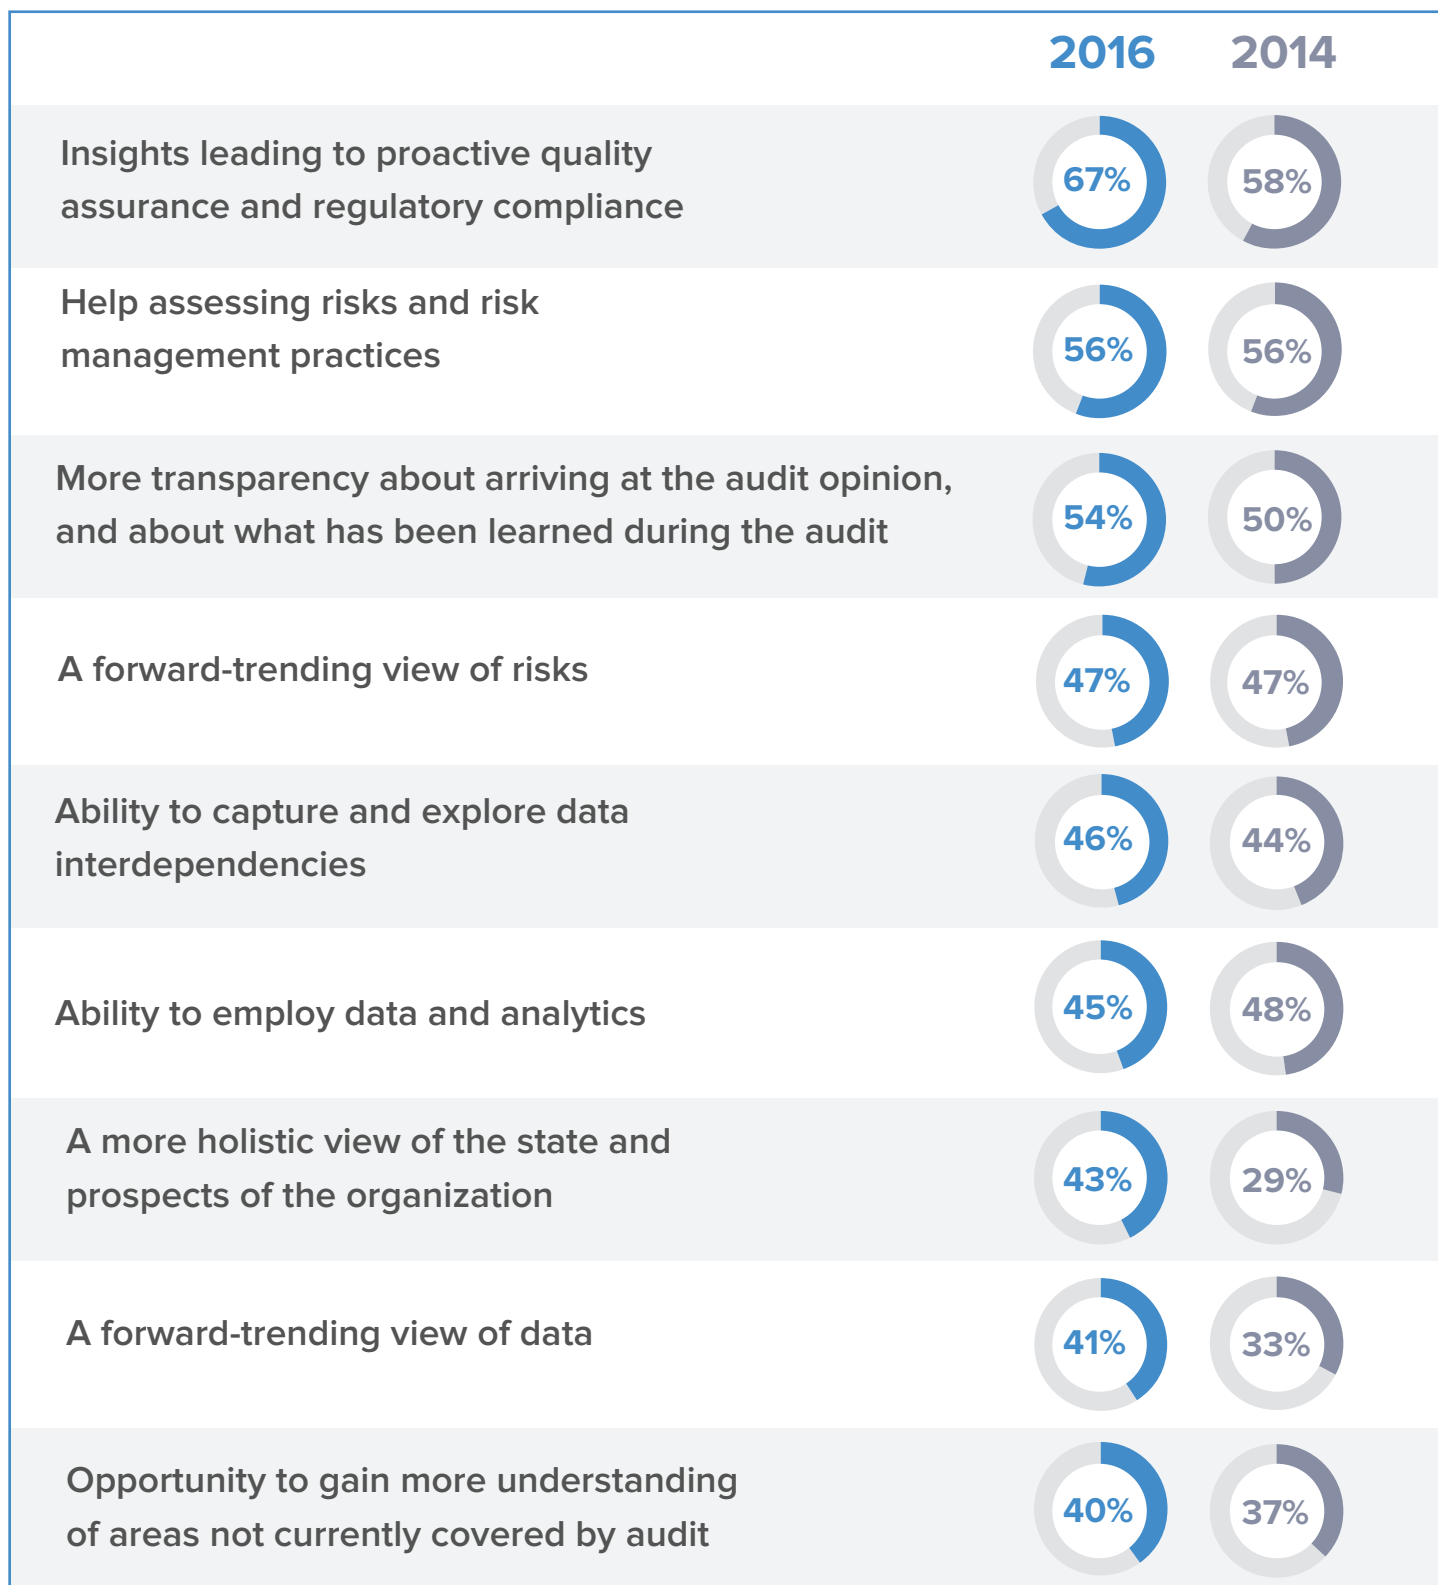 2016 2014
Insights leading to proactive quality
assurance and regulatory compliance
67% 58%
Help assessing risks and risk
management practices
56% 56%
More transparency about arriving at the audit opinion,
and about what has been learned during the audit
54% 50%
A forward-trending view of risks
47% 47%
Ability to capture and explore data
interdependencies
46% 44%
Ability to employ data and analytics
45% 48%
A more holistic view of the state and
prospects of the organization
43% 29%
A forward-trending view of data
41% 33%
Opportunity to gain more understanding
of areas not currently covered by audit
40% 37%